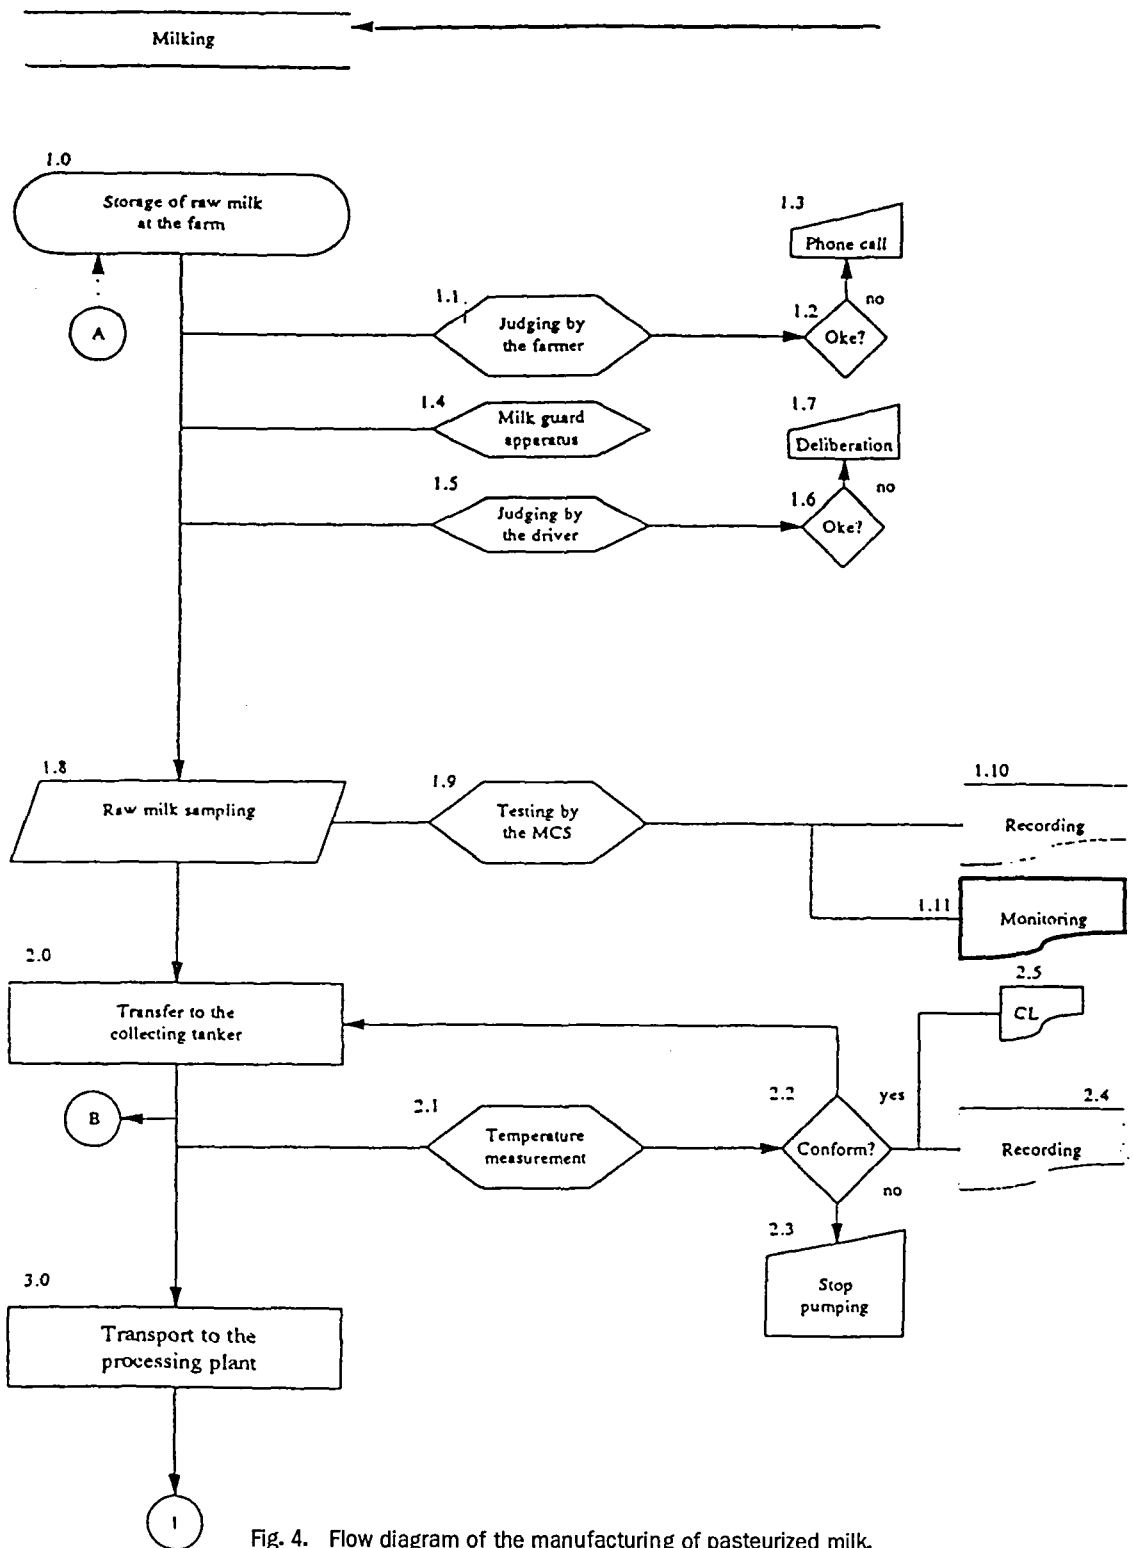 Milking
1.0
Storage of raw milk
at the farm
A
1.1
Judging by
the farmer
1.2
Oke?
no
1.3
Phone call
1.4
Milk guard
apparatus
1.5
Judging by
the driver
1.6
Oke?
no
1.7
Deliberation
1.8
Raw milk sampling
1.9
Testing by
the MCS
1.10
Recording
1.11
Monitoring
2.0
Transfer to the
collecting tanker
B
2.1
Temperature
measurement
2.2
Conform?
yes
no
2.3
Stop
pumping
2.4
Recording
2.5
CL
3.0
Transport to the
processing plant
1
Fig. 4. Flow diagram of the manufacturing of pasteurized milk.